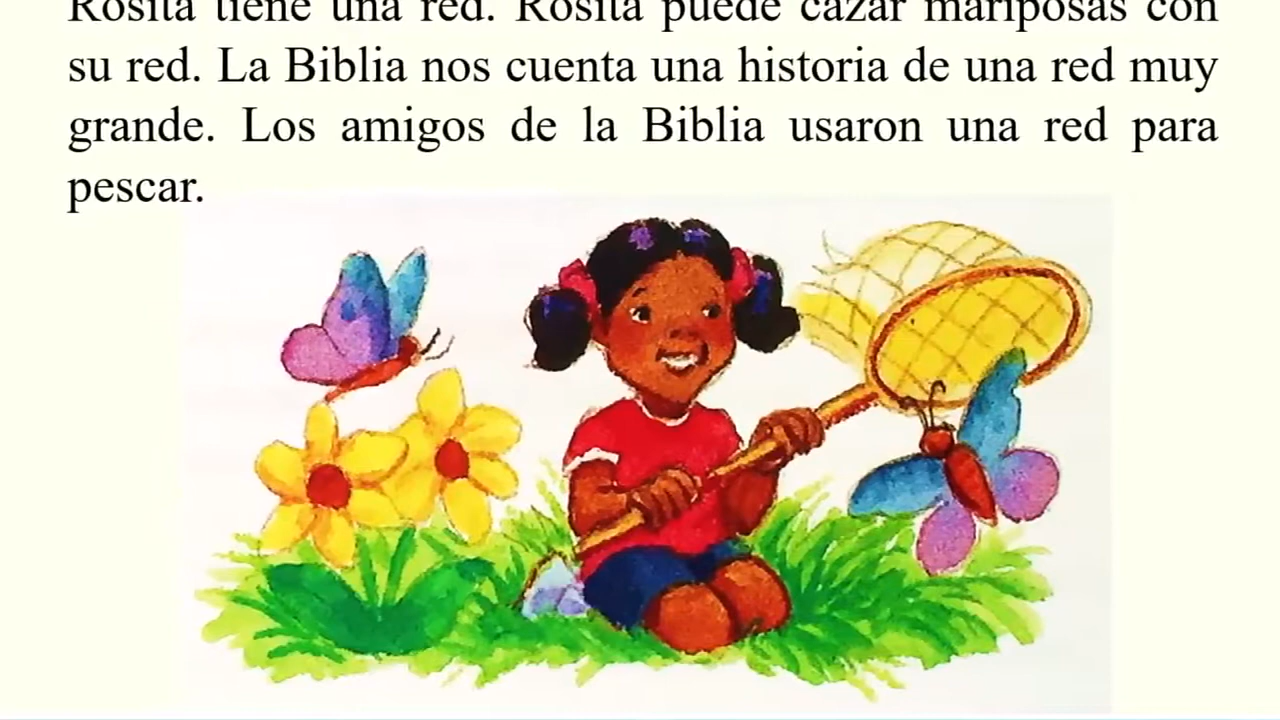 Rosita tiene una red. Rosita puede cazar mariposas con
su red. La Biblia nos cuenta una historia de una red muy
grande. Los amigos de la Biblia usaron una red para
pescar.